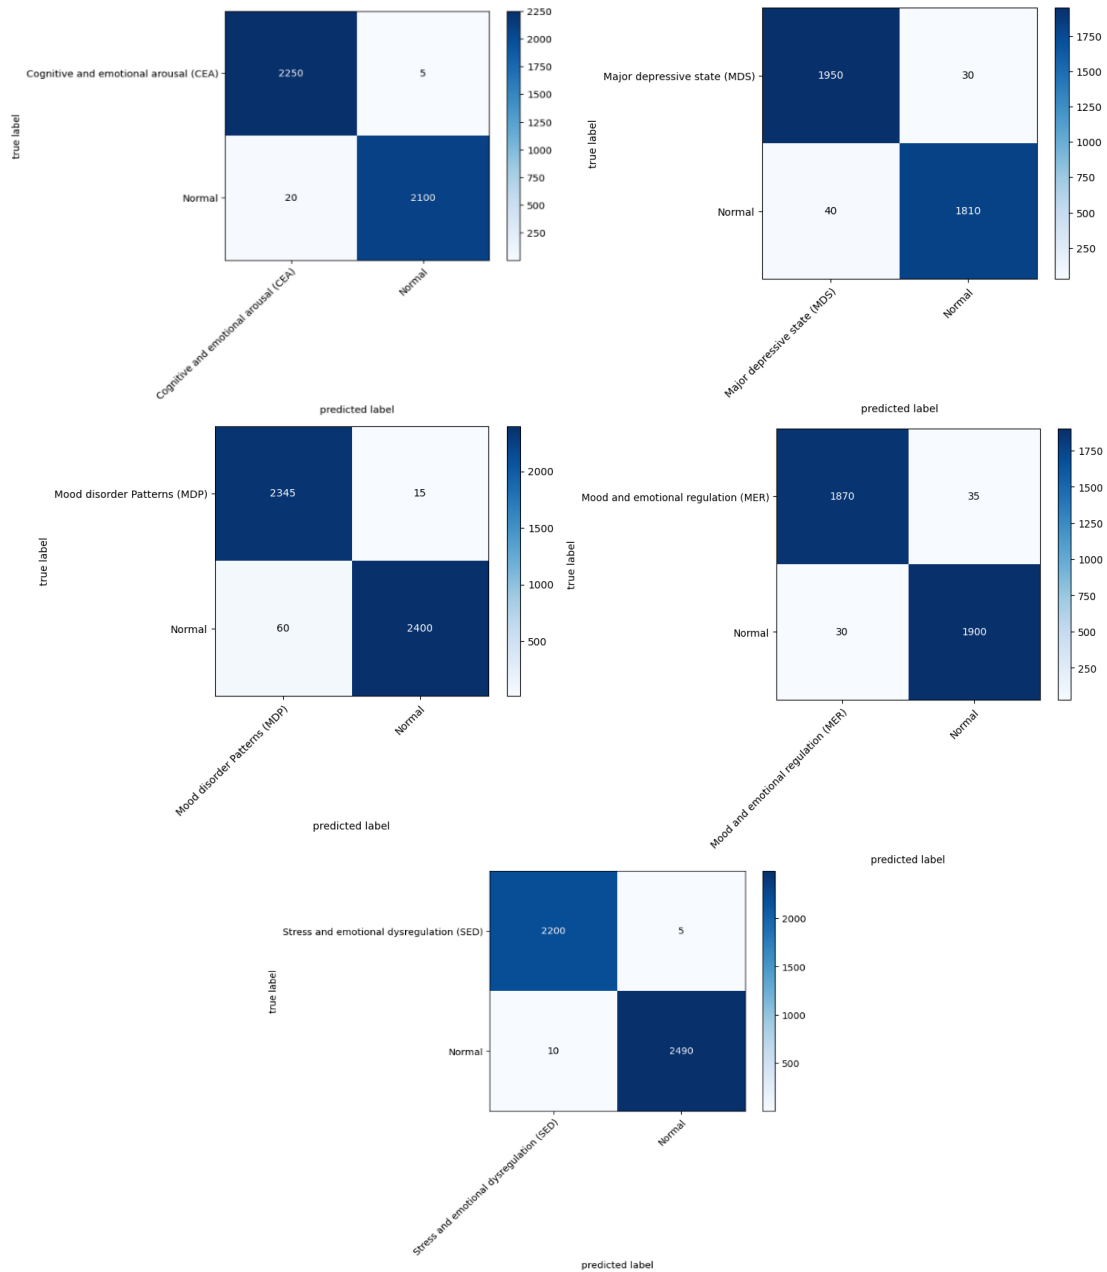 Cognitive and emotional arousal (CEA)
Normal
true label
2250 5
20 2100
2250
2000
1750
1500
1250
1000
750
500
250
Cognitive and emotional arousal (CEA)
Normal
predicted label
Major depressive state (MDS)
Normal
true label
1950 30
40 1810
1750
1500
1250
1000
750
500
250
Major depressive state (MDS)
Normal
predicted label
Mood disorder Patterns (MDP)
Normal
true label
2345 15
60 2400
2000
1500
1000
500
Mood disorder Patterns (MDP)
Normal
predicted label
Mood and emotional regulation (MER)
Normal
true label
1870 35
30 1900
1750
1500
1250
1000
750
500
250
Mood and emotional regulation (MER)
Normal
predicted label
Stress and emotional dysregulation (SED)
Normal
true label
2200 5
10 2490
2000
1500
1000
500
Stress and emotional dysregulation (SED)
Normal
predicted label